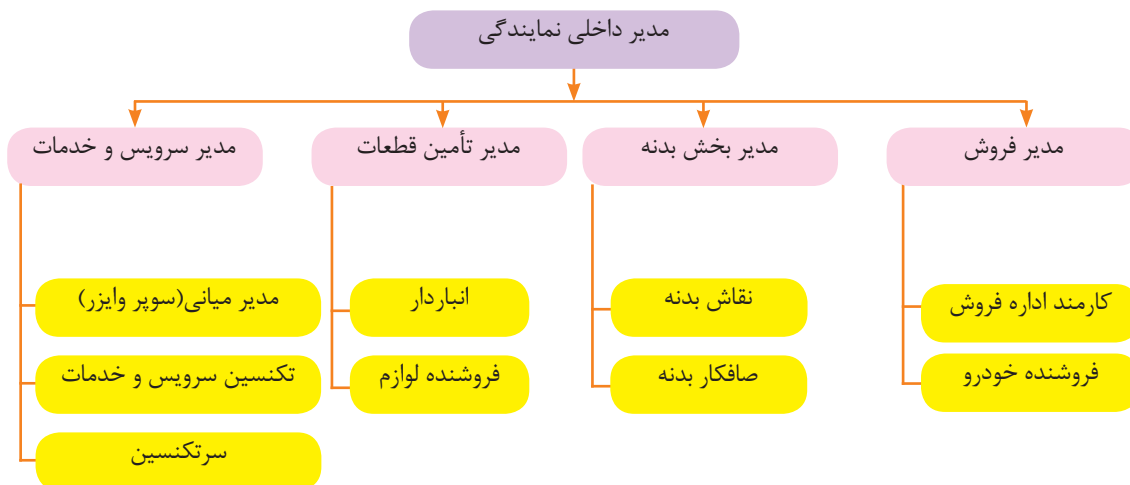 مدیر داخلی نمایندگی
مدیر فروش
مدیر بخش بدنه
مدیر تأمین قطعات
مدیر سرویس و خدمات
کارمند اداره فروش
فروشنده خودرو
نقاش بدنه
صافکار بدنه
انباردار
فروشنده لوازم
مدیر میانی(سوپر وایزر)
تکنسین سرویس و خدمات
سرتکنسین